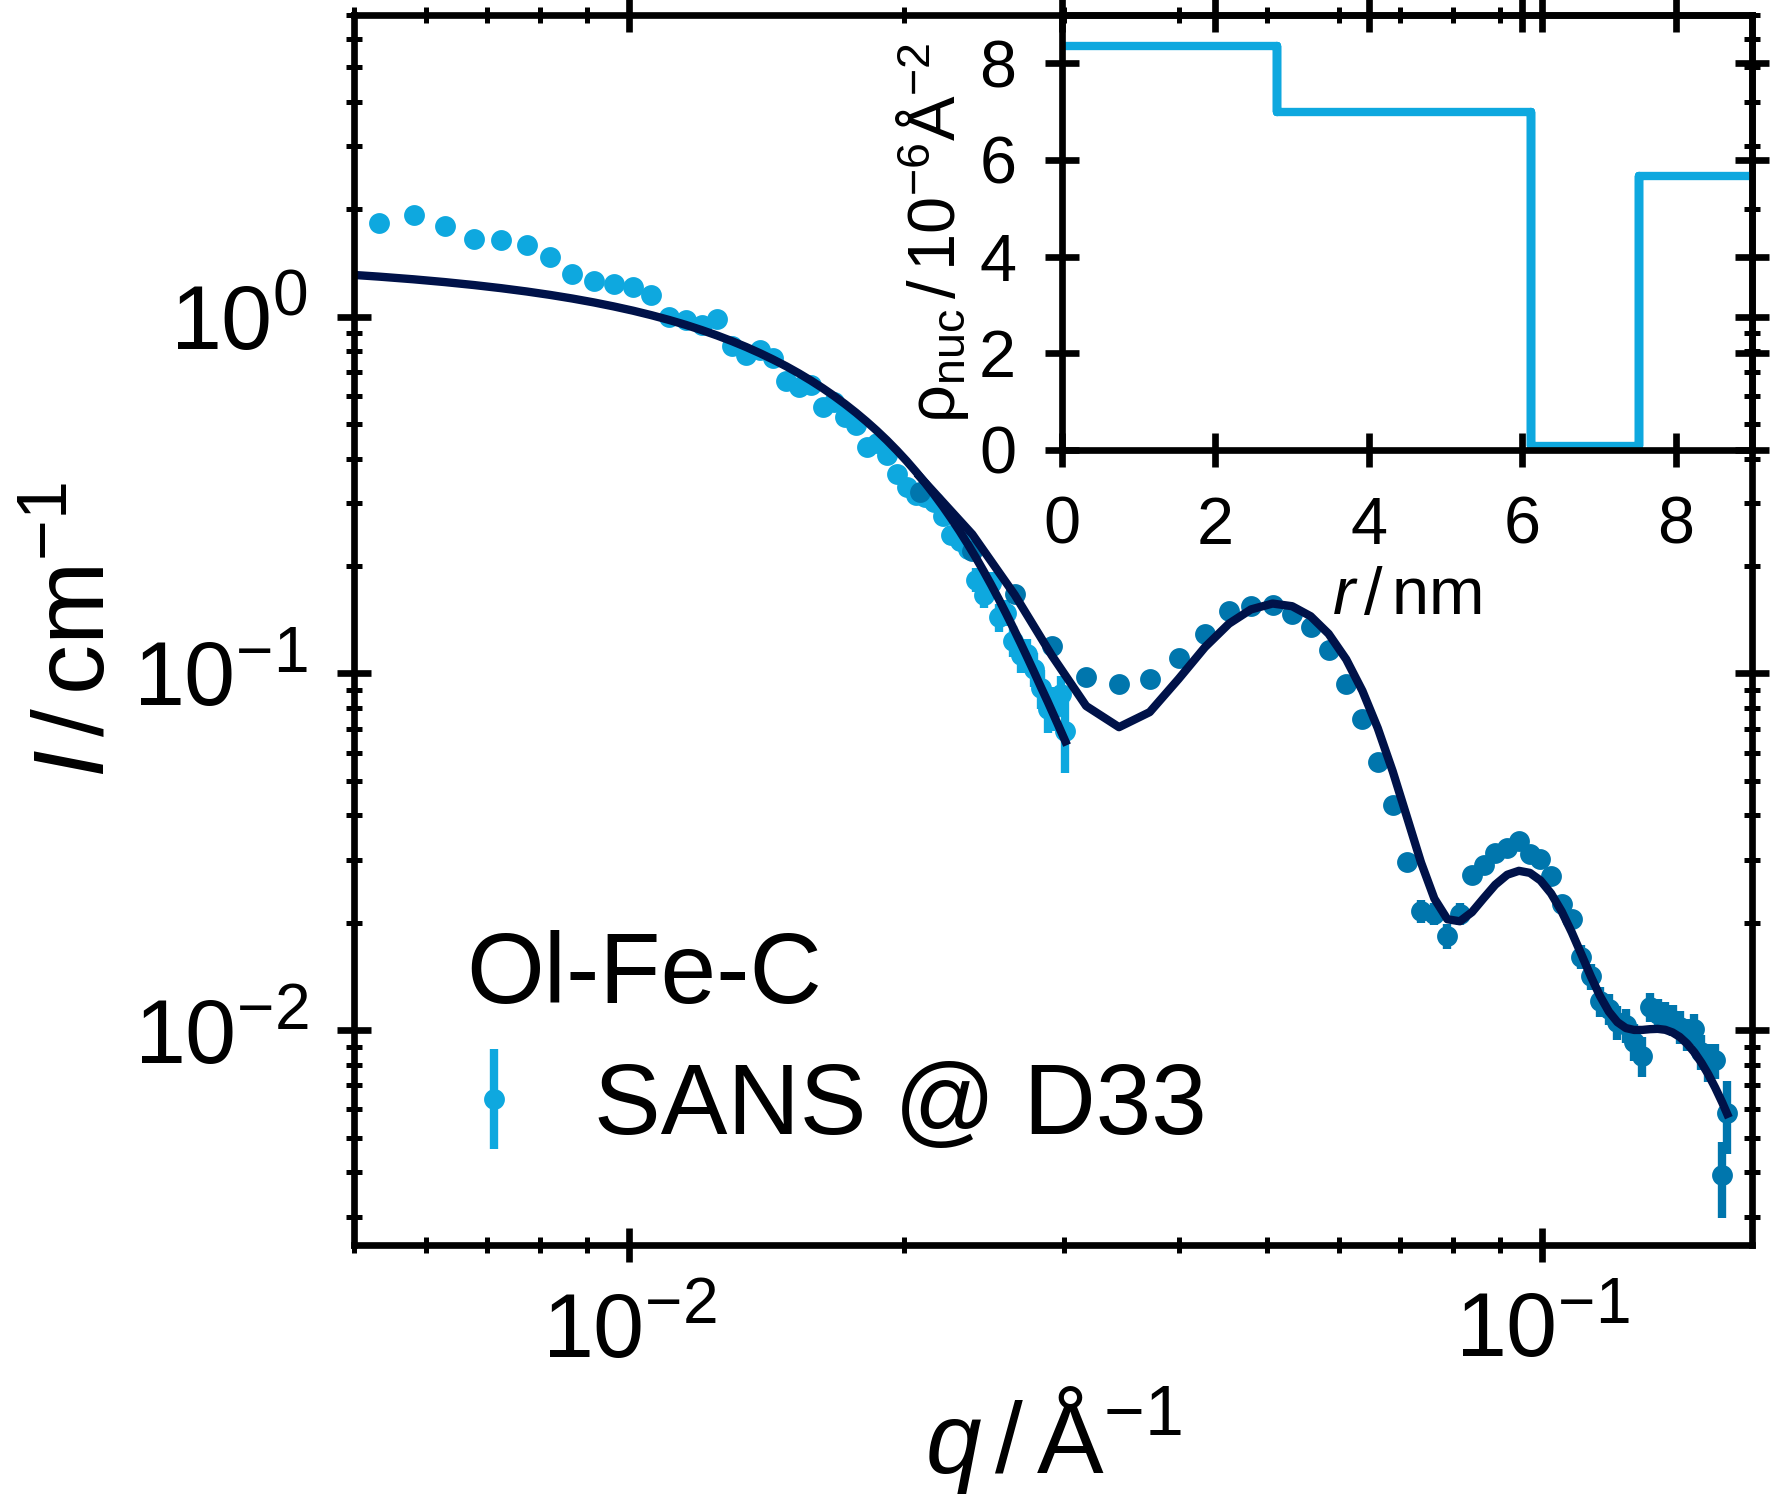 8
6
4
2
0
ρnuc / 10⁻⁶ Å⁻²
0 2 4 6 8
r / nm
10⁰
10⁻¹
10⁻²
I / cm⁻¹
Ol-Fe-C
SANS @ D33
10⁻² 10⁻¹
q / Å⁻¹